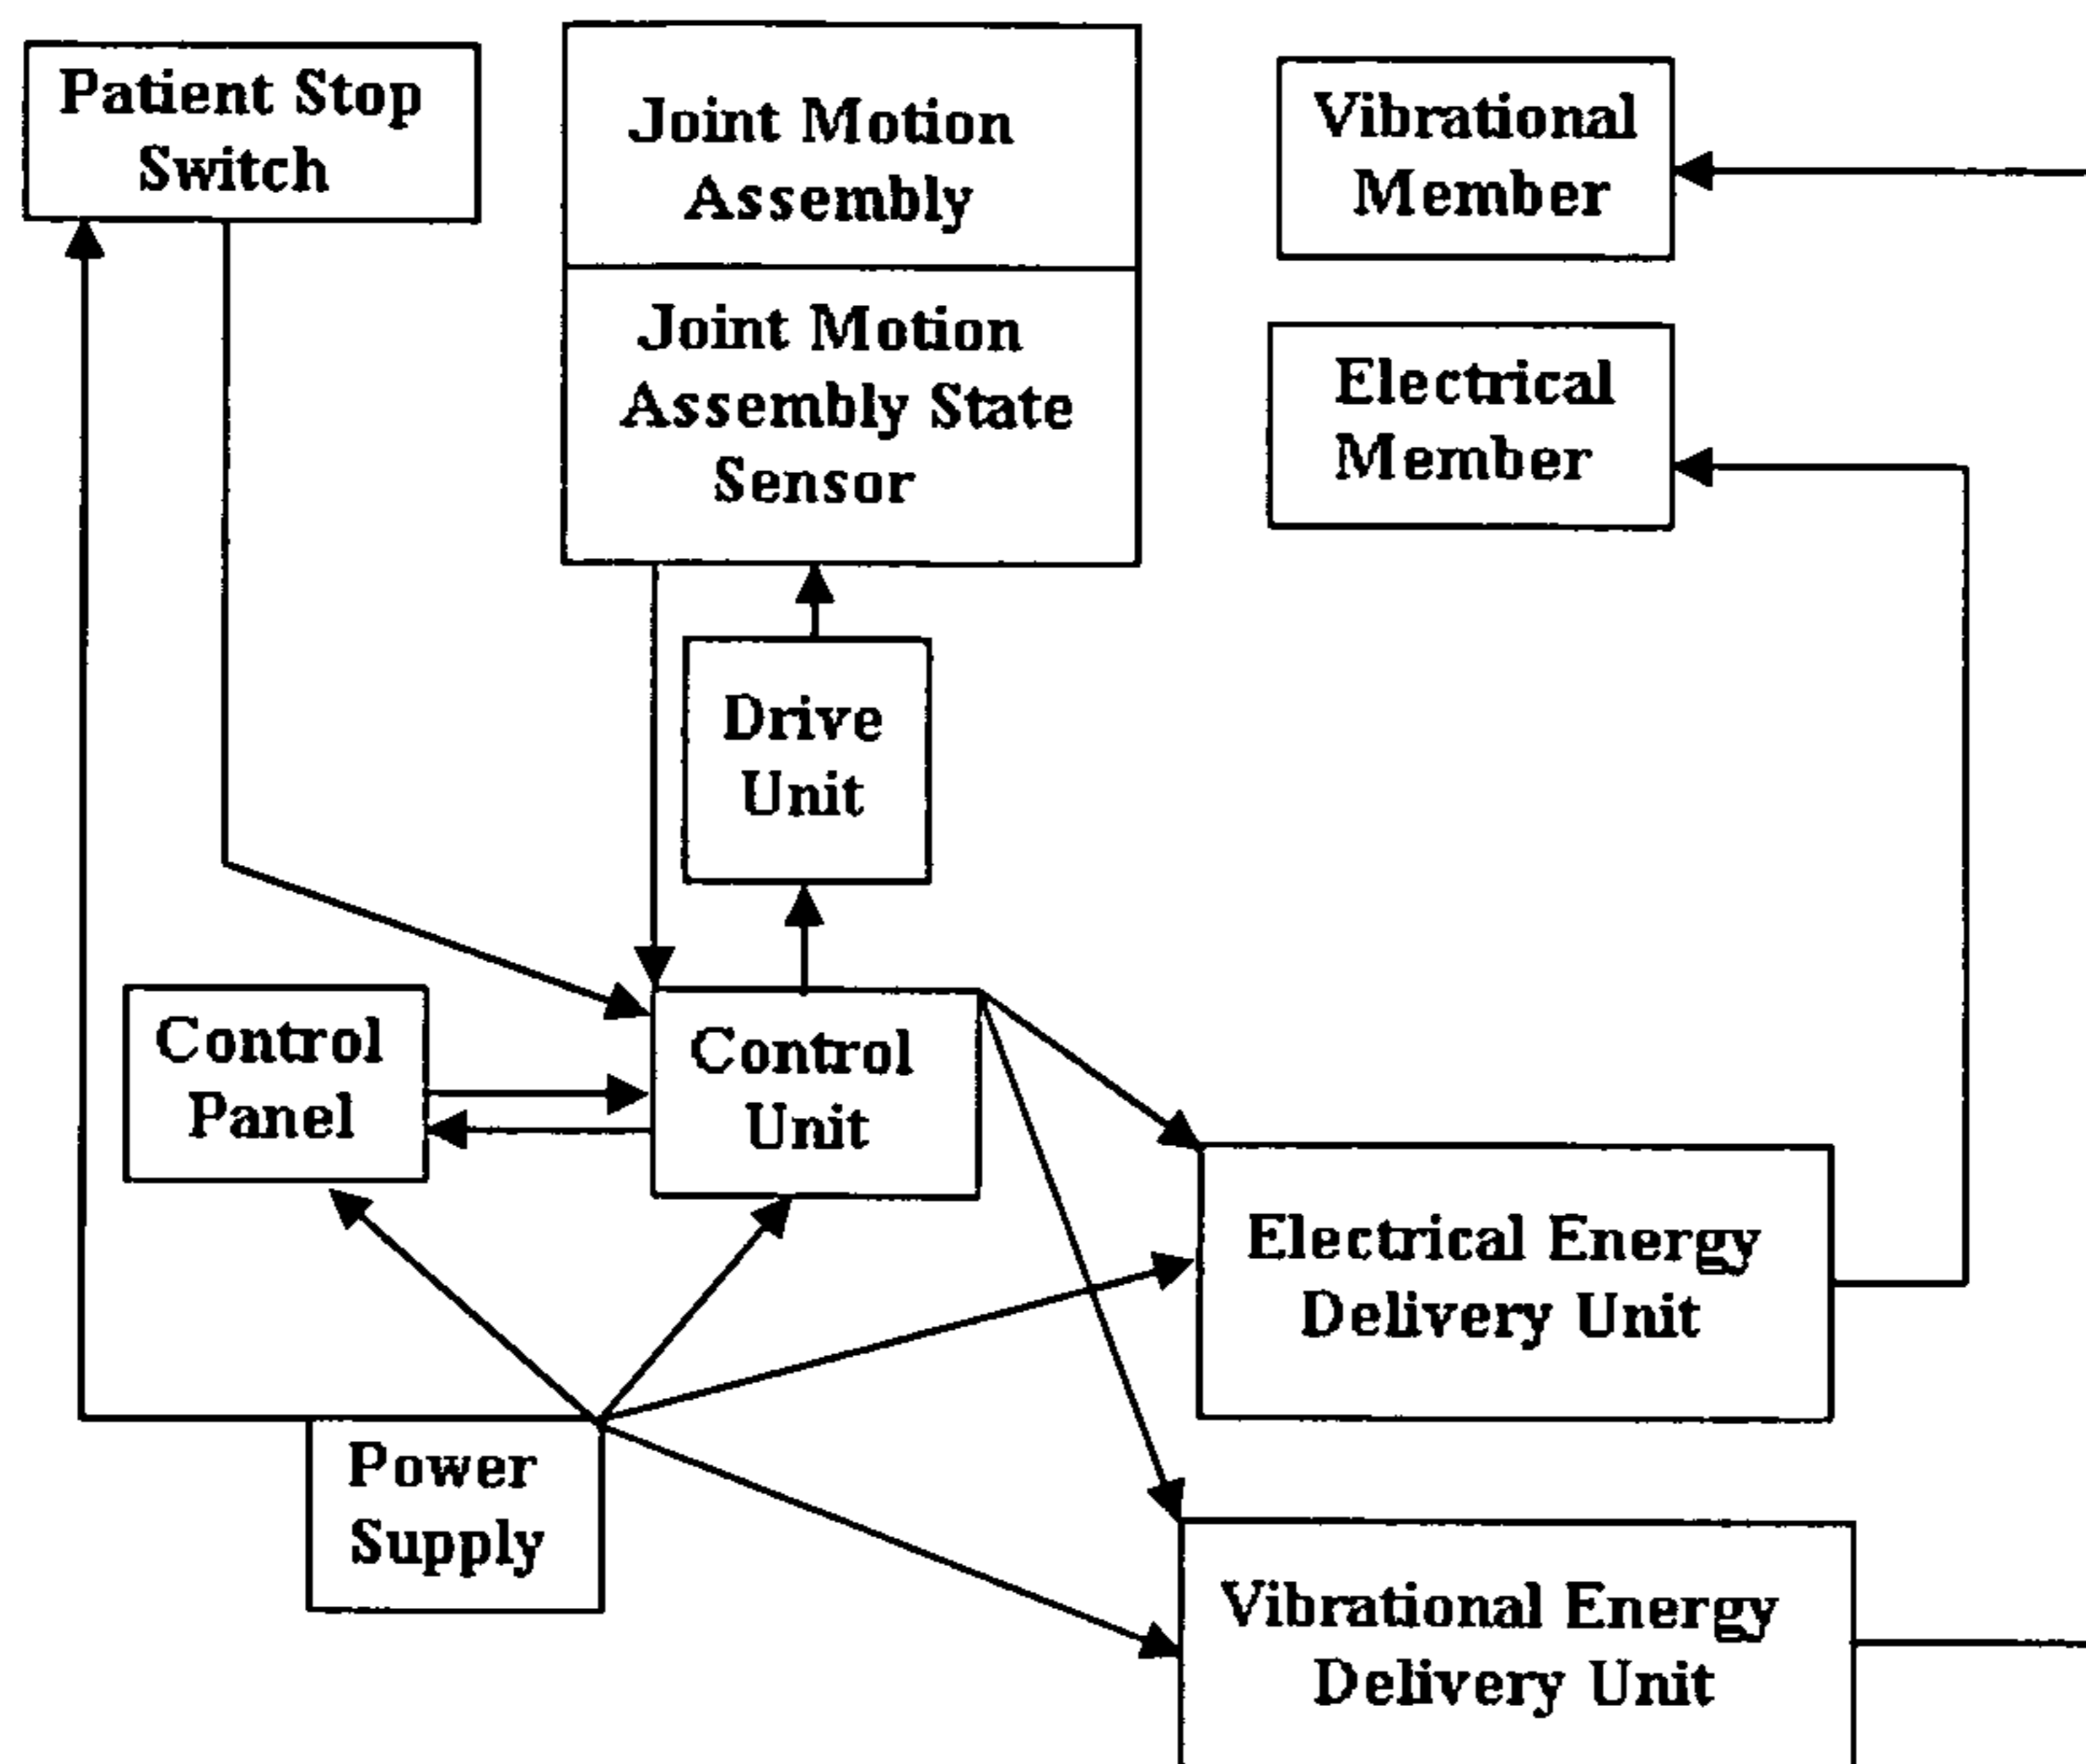 Patient Stop
Switch
Joint Motion
Assembly
Joint Motion
Assembly State
Sensor
Vibrational
Member
Electrical
Member
Drive
Unit
Control
Panel
Control
Unit
Electrical Energy
Delivery Unit
Power
Supply
Vibrational Energy
Delivery Unit